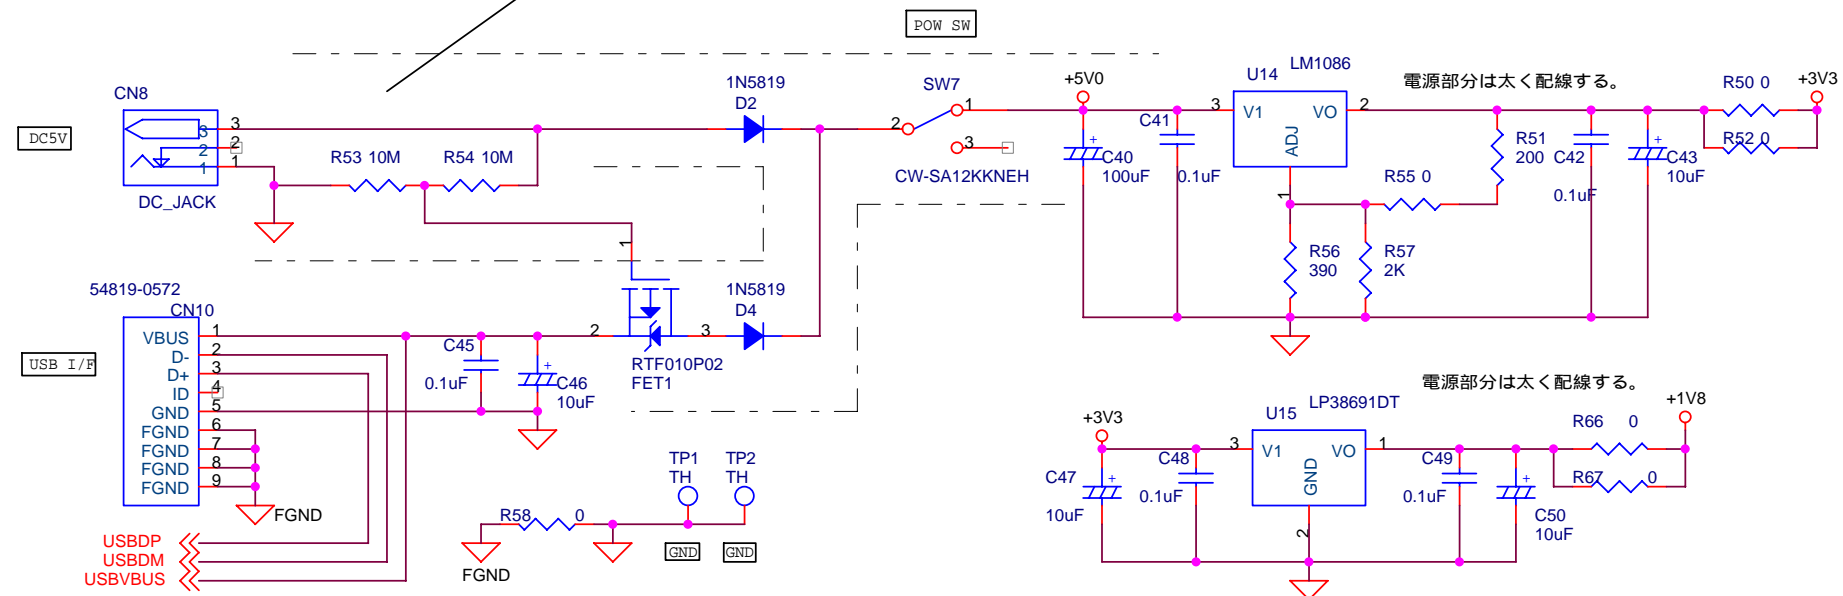 POW SW
DC5V
CN8
3
2
1
3
2
1
DC_JACK
R53 10M
R54 10M
1N5819
D2
SW7
2
1
3
CW-SA12KKNEH
+5V0
C40
100uF
C41
0.1uF
U14
LM1086
3
V1
VO
2
ADJ
1
電源部分は太く配線する。
R51
200
C42
0.1uF
C43
10uF
R50 0
R52 0
+3V3
R55 0
R56
390
R57
2K
54819-0572
CN10
USB I/F
VBUS
D-
D+
ID
GND
FGND
FGND
FGND
FGND
1
2
3
4
5
6
7
8
9
FGND
USBDP
USBDM
USBVBUS
C45
0.1uF
C46
10uF
1
2
3
RTF010P02
FET1
1N5819
D4
R58
0
FGND
TP1
TH
TP2
TH
GND
GND
電源部分は太く配線する。
+3V3
C47
10uF
C48
0.1uF
U15
LP38691DT
3
V1
VO
1
GND
2
C49
0.1uF
C50
10uF
R66 0
R67 0
+1V8